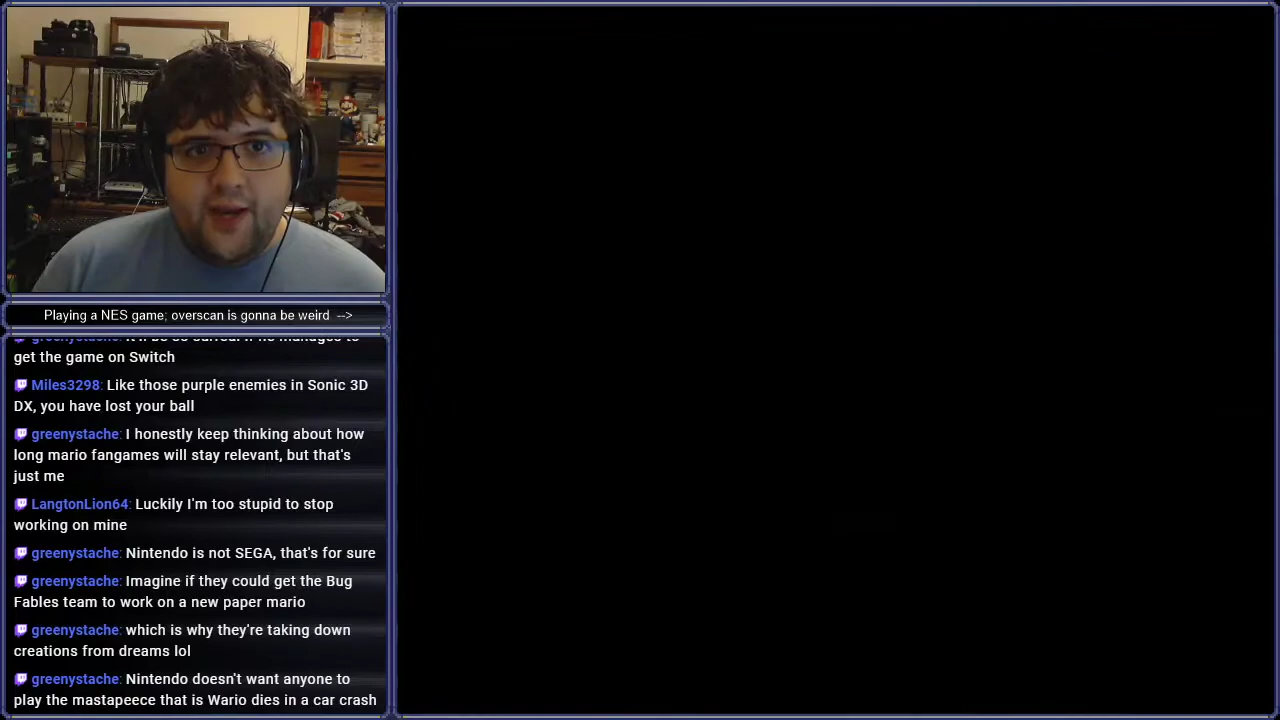 Playing a NES game; overscan is gonna be weird -->
get the game on Switch
Miles3298: Like those purple enemies in Sonic 3D
DX, you have lost your ball
greenystache: I honestly keep thinking about how
long mario fangames will stay relevant, but that's
just me
LangtonLion64: Luckily I'm too stupid to stop
working on mine
greenystache: Nintendo is not SEGA, that's for sure
greenystache: Imagine if they could get the Bug
Fables team to work on a new paper mario
greenystache: which is why they're taking down
creations from dreams lol
greenystache: Nintendo doesn't want anyone to
play the mastapeece that is Wario dies in a car crash